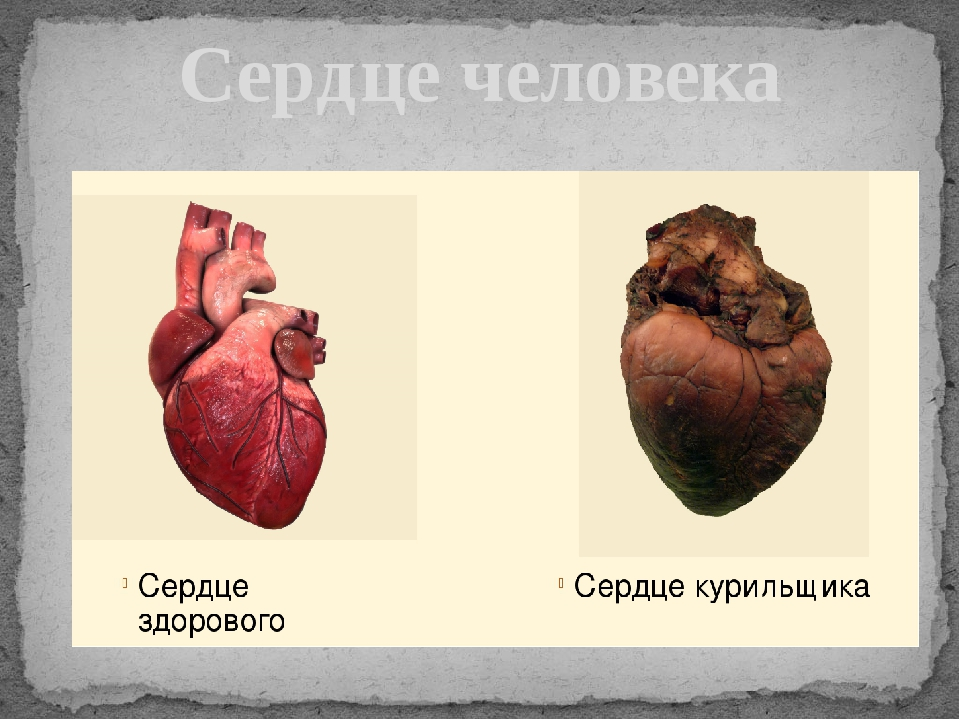 Сердце человека
Сердце
здорового
Сердце курильщика